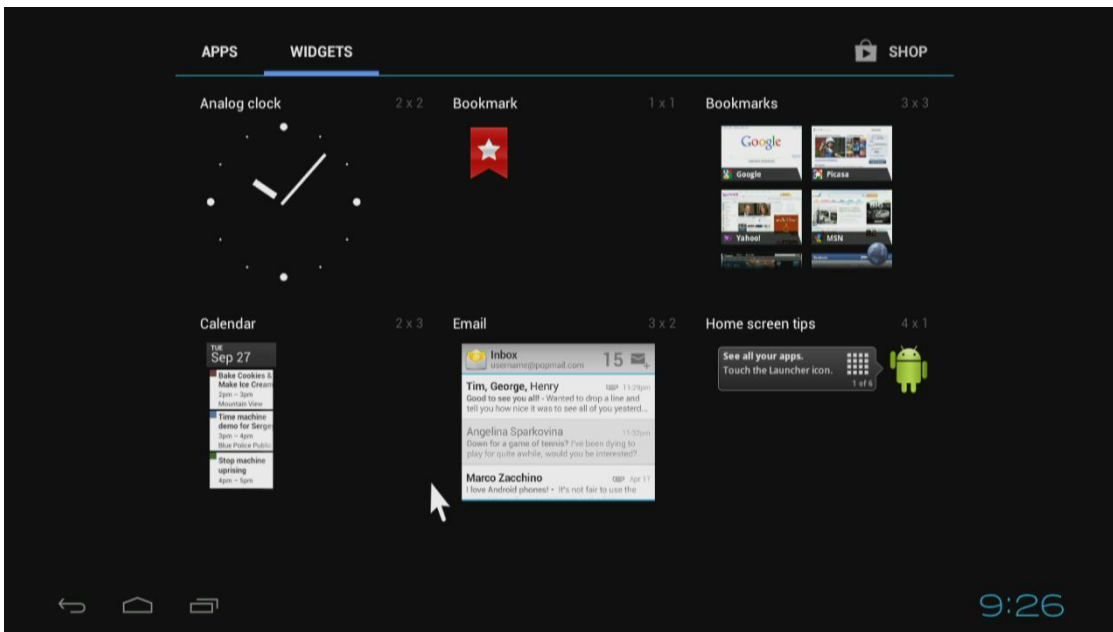 APPS WIDGETS SHOP
Analog clock 2 x 2
Bookmark 1 x 1
Bookmarks 3 x 3
Google
Google
Picasa
Yahoo!
MSN
Calendar 2 x 3
TUE
Sep 27
Bake Cookies &
Make Ice Cream
2pm – 3pm
Mountain View
Time machine
demo for Sergey
3pm – 4pm
Blue Police Public
Stop machine
uprising
4pm – 5pm
Email 3 x 2
Inbox
username@popmail.com
15
Tim, George, Henry 11:29pm
Good to see you all! - Wanted to drop a line and
tell you how nice it was to see all of you yesterd...
Angelina Sparkovina 11:32pm
Down for a game of tennis? I've been dying to
play for quite awhile, would you be interested?
Marco Zacchino Apr 17
I love Android phones! - It's not fair to use the
Home screen tips 4 x 1
See all your apps.
Touch the Launcher icon.
1 of 6
9:26